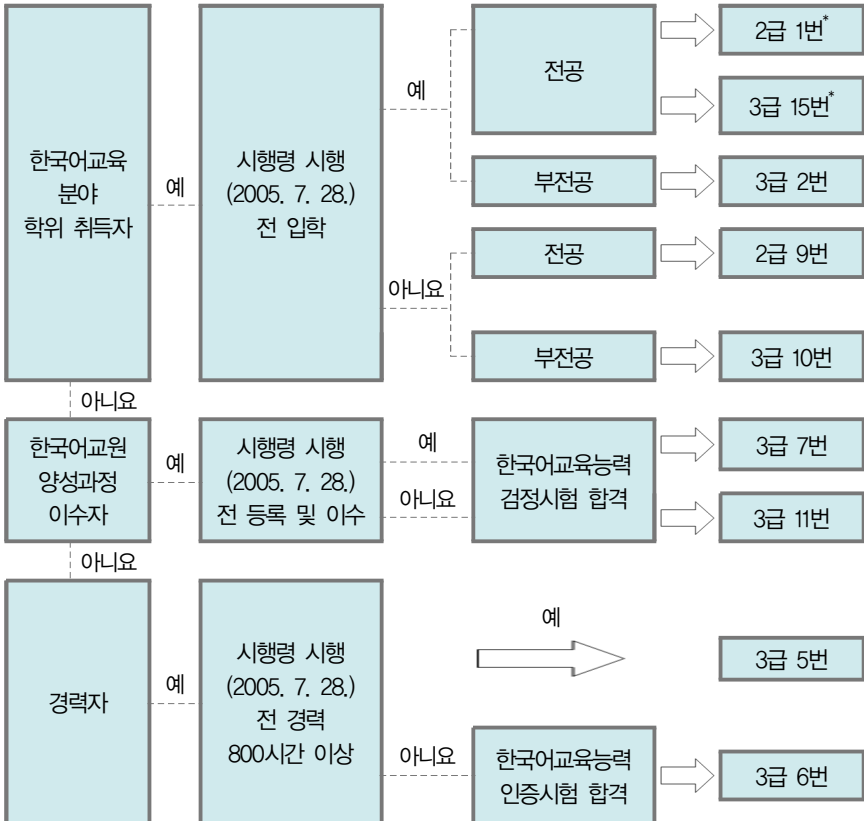 한국어교육
분야
학위 취득자
예
시행령 시행
(2005. 7. 28.)
전 입학
예
전공
2급 1번*
3급 15번*
부전공
3급 2번
아니요
전공
2급 9번
부전공
3급 10번
아니요
한국어교원
양성과정
이수자
예
시행령 시행
(2005. 7. 28.)
전 등록 및 이수
예
아니요
한국어교육능력
검정시험 합격
3급 7번
3급 11번
아니요
경력자
예
시행령 시행
(2005. 7. 28.)
전 경력
800시간 이상
예
3급 5번
아니요
한국어교육능력
인증시험 합격
3급 6번